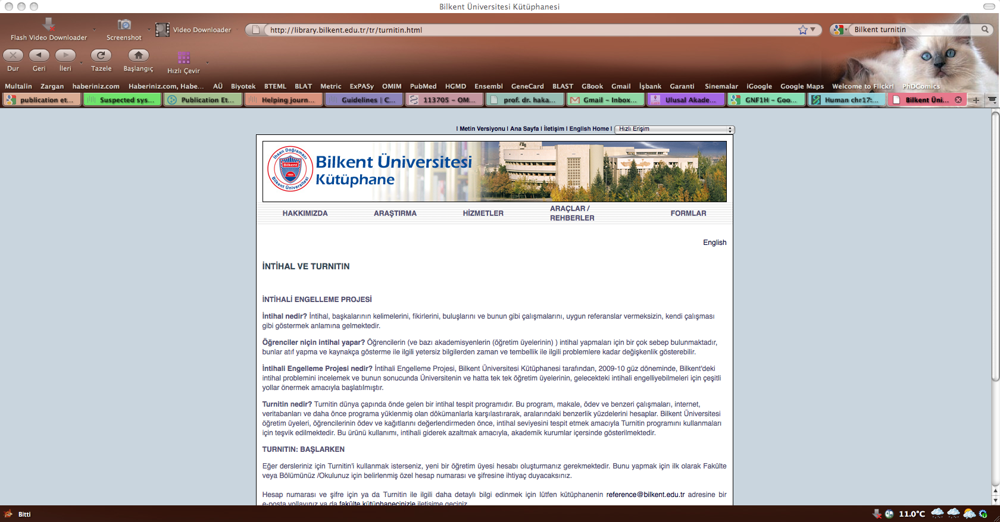 Bilkent Üniversitesi Kütüphanesi
Flash Video Downloader
Screenshot
Video Downloader
http://library.bilkent.edu.tr/tr/turnitin.html
Bilkent turnitin
Dur
Geri
İleri
Tazele
Başlangıç
Hızlı Çevir
Multalin Zargan haberiniz.com Haberiniz.com, Habe... AÜ Biyotek BTEML BLAT Metric ExPASy OMIM PubMed HGMD Ensembl GeneCard BLAST GBook Gmail İşbank Garanti Sinemalar iGoogle Google Maps Welcome to Flickr! PhDComics
publication et... Suspected sys... Publication Et... Helping journ... Guidelines | C... 113705 – OM... prof. dr. haka... Gmail – Inbox... Ulusal Akade... GNF1H – Goo... Human chr17:... Bilkent Üni...
| Metin Versiyonu | Ana Sayfa | İletişim | English Home | Hızlı Erişim
İhsan Doğramacı
Bilkent
1984
Bilkent Üniversitesi
Bilkent Üniversitesi
Kütüphane
HAKKIMIZDA ARAŞTIRMA HİZMETLER ARAÇLAR / REHBERLER FORMLAR
English
İNTİHAL VE TURNITIN
İNTİHALİ ENGELLEME PROJESİ
İntihal nedir? İntihal, başkalarının kelimelerini, fikirlerini, buluşlarını ve bunun gibi çalışmalarını, uygun referanslar vermeksizin, kendi çalışması
gibi göstermek anlamına gelmektedir.
Öğrenciler niçin intihal yapar? Öğrencilerin (ve bazı akademisyenlerin (öğretim üyelerinin) ) intihal yapmaları için bir çok sebep bulunmaktadır,
bunlar atıf yapma ve kaynakça gösterme ile ilgili yetersiz bilgilerden zaman ve tembellik ile ilgili problemlere kadar değişkenlik gösterebilir.
İntihali Engelleme Projesi nedir? İntihali Engelleme Projesi, Bilkent Üniversitesi Kütüphanesi tarafından, 2009-10 güz döneminde, Bilkent'deki
intihal problemini incelemek ve bunun sonucunda Üniversitenin ve hatta tek tek öğretim üyelerinin, gelecekteki intihali engelliyebilmeleri için çeşitli
yollar önermek amacıyla başlatılmıştır.
Turnitin nedir? Turnitin dünya çapında önde gelen bir intihal tespit programıdır. Bu program, makale, ödev ve benzeri çalışmaları, internet,
veritabanları ve daha önce programa yüklenmiş olan dökümanlarla karşılastırarak, aralarındaki benzerlik yüzdelerini hesaplar. Bilkent Üniversitesi
öğretim üyeleri, öğrencilerinin ödev ve kağıtlarını değerlendirmeden önce, intihal seviyesini tespit etmek amacıyla Turnitin programını kullanmaları
için teşvik edilmektedir. Bu ürünü kullanımı, intihali giderek azaltmak amacıyla, akademik kurumlar içersinde gösterilmektedir.
TURNITIN: BAŞLARKEN
Eğer dersleriniz için Turnitin'i kullanmak isterseniz, yeni bir öğretim üyesi hesabı oluşturmanız gerekmektedir. Bunu yapmak için ilk olarak Fakülte
veya Bölümünüz /Okulunuz için belirlenmiş özel hesap numarası ve şifresine ihtiyaç duyacaksınız.
Hesap numarası ve şifre için ya da Turnitin ile ilgili daha detaylı bilgi edinmek için lütfen kütüphanenin reference@bilkent.edu.tr adresine bir
e-posta yollayınız ya da fakülte kütüphanecinizle iletişime geçiniz.
Bitti
11.0°C